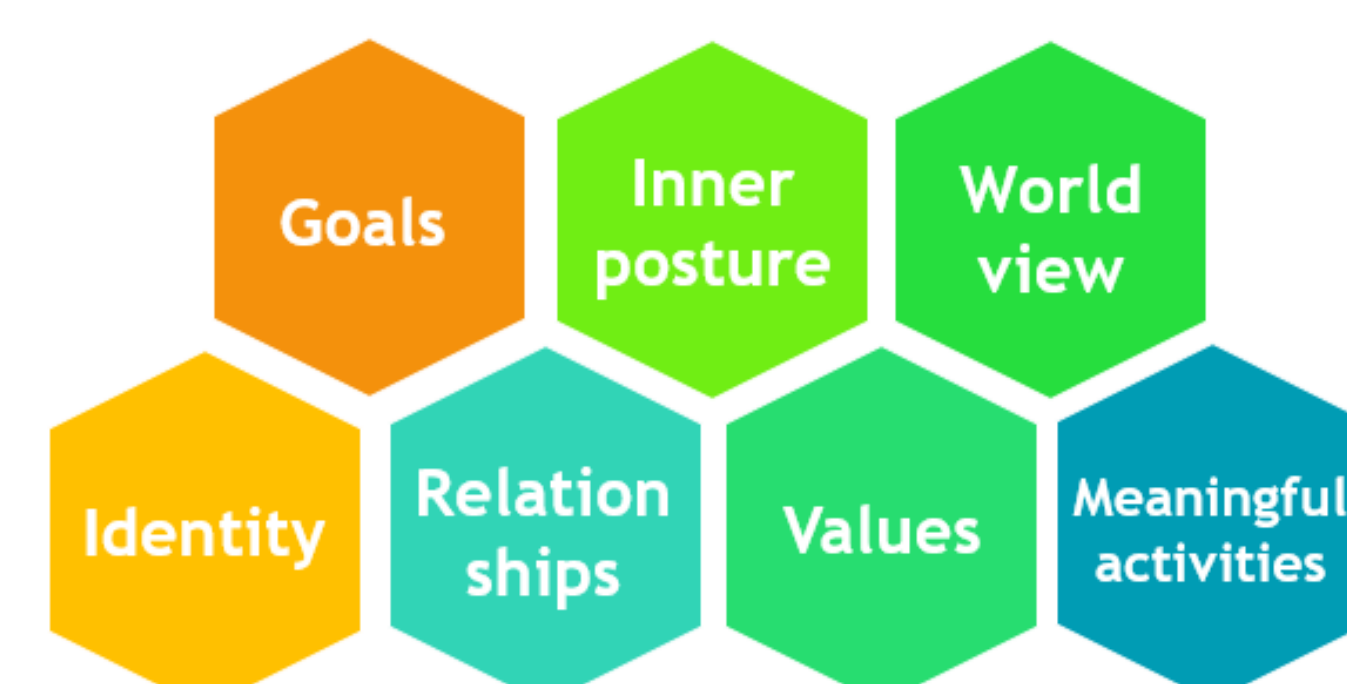 Goals
Inner
posture
World
view
Identity
Relation
ships
Values
Meaningful
activities